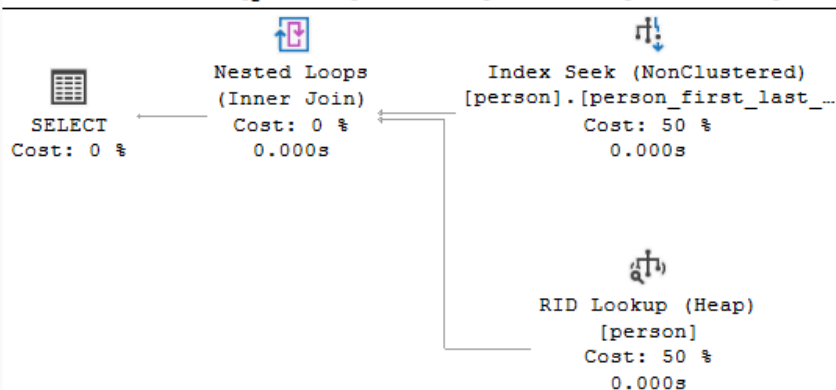 Nested Loops
(Inner Join)
Cost: 0 %
0.000s
Index Seek (NonClustered)
[person].[person_first_last_…
Cost: 50 %
0.000s
SELECT
Cost: 0 %
RID Lookup (Heap)
[person]
Cost: 50 %
0.000s